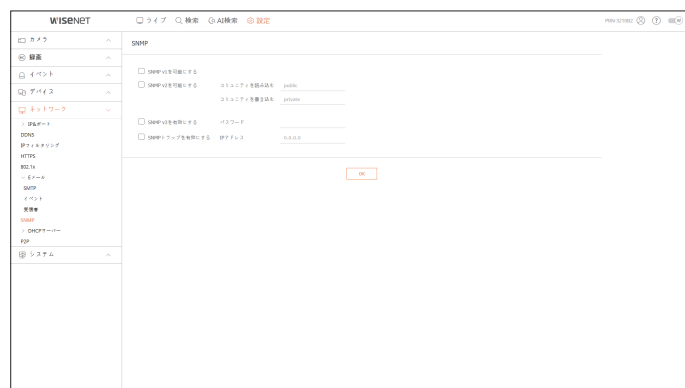 WISENET
ライブ 検索 AI検索 設定
カメラ
録画
イベント
デバイス
ネットワーク
IP&ポート
DDNS
IPフィルタリング
HTTPS
802.1x
Eメール
SMTP
イベント
受信者
SNMP
DHCPサーバー
P2P
システム
SNMP
SNMP v1を可能にする
SNMP v2を可能にする コミュニティを読み込む public
コミュニティを書き込む private
SNMP v3を有効にする パスワード
SNMPトラップを有効にする IPアドレス 0.0.0.0
OK